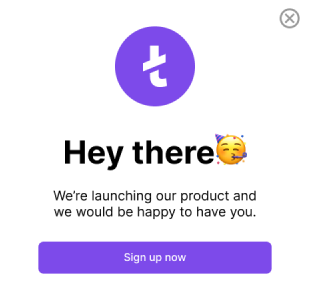 Hey there🥳
We're launching our product and
we would be happy to have you.
Sign up now